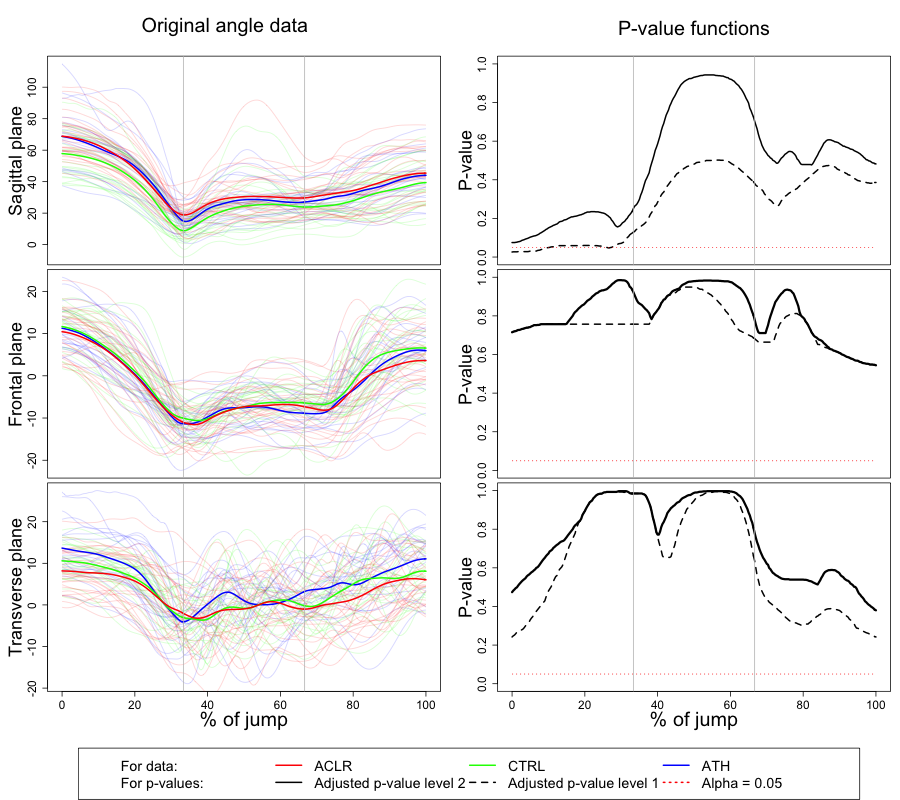 Original angle data
P-value functions
Sagittal plane
0 20 40 60 80 100
P-value
0.0 0.2 0.4 0.6 0.8 1.0
Frontal plane
-20 -10 0 10 20
P-value
0.0 0.2 0.4 0.6 0.8 1.0
Transverse plane
-20 -10 0 10 20
P-value
0.0 0.2 0.4 0.6 0.8 1.0
0 20 40 60 80 100
0 20 40 60 80 100
% of jump
% of jump
For data: ACLR CTRL ATH
For p-values: Adjusted p-value level 2 Adjusted p-value level 1 Alpha = 0.05